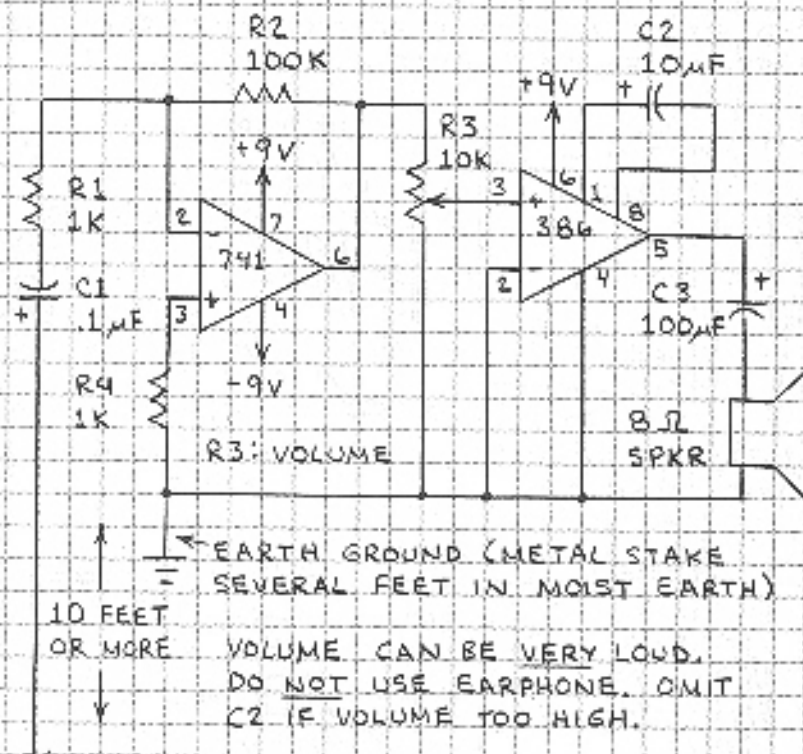 R2
100K
C2
10µF
+9V
+
R3
10K
+9V
R1
1K
2
-
7
741
6
3
+
4
-9V
3
+
6
1
386
8
5
2
-
4
C1
.1µF
+
C3
100µF
+
R4
1K
8Ω
SPKR
R3: VOLUME
EARTH GROUND (METAL STAKE
SEVERAL FEET IN MOIST EARTH)
10 FEET
OR MORE
VOLUME CAN BE VERY LOUD.
DO NOT USE EARPHONE. OMIT
C2 IF VOLUME TOO HIGH.